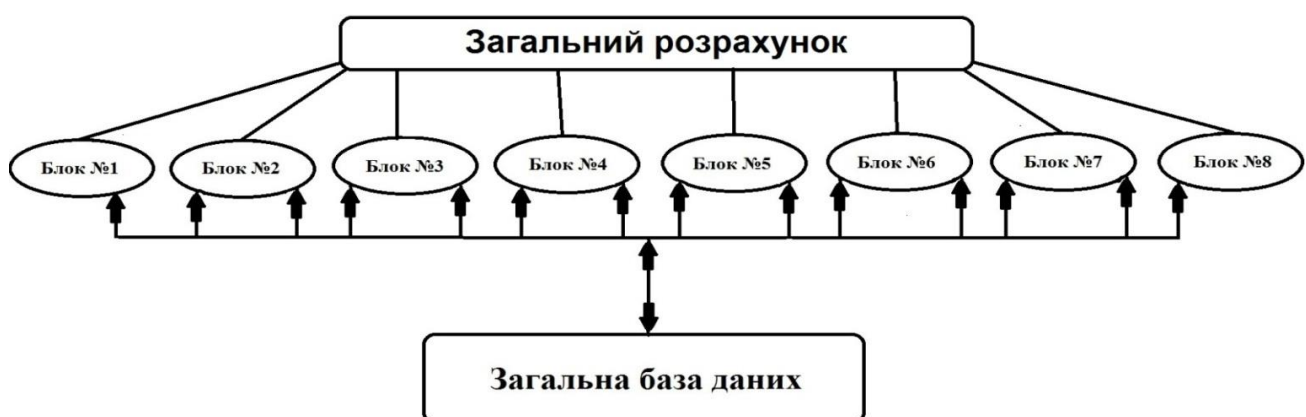 Загальний розрахунок
Блок №1
Блок №2
Блок №3
Блок №4
Блок №5
Блок №6
Блок №7
Блок №8
Загальна база даних